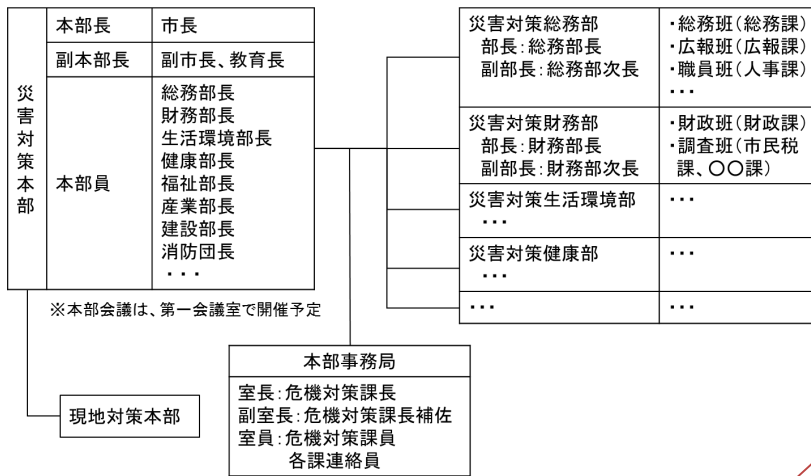 災害対策本部
本部長
市長
副本部長
副市長、教育長
本部員
総務部長
財務部長
生活環境部長
健康部長
福祉部長
産業部長
建設部長
消防団長
・・・
※本部会議は、第一会議室で開催予定
現地対策本部
本部事務局
室長:危機対策課長
副室長:危機対策課長補佐
室員:危機対策課員
各課連絡員
災害対策総務部
部長:総務部長
副部長:総務部次長
・総務班(総務課)
・広報班(広報課)
・職員班(人事課)
・・・
災害対策財務部
部長:財務部長
副部長:財務部次長
・財政班(財政課)
・調査班(市民税
課、〇〇課)
災害対策生活環境部
・・・
・・・
災害対策健康部
・・・
・・・
・・・
・・・